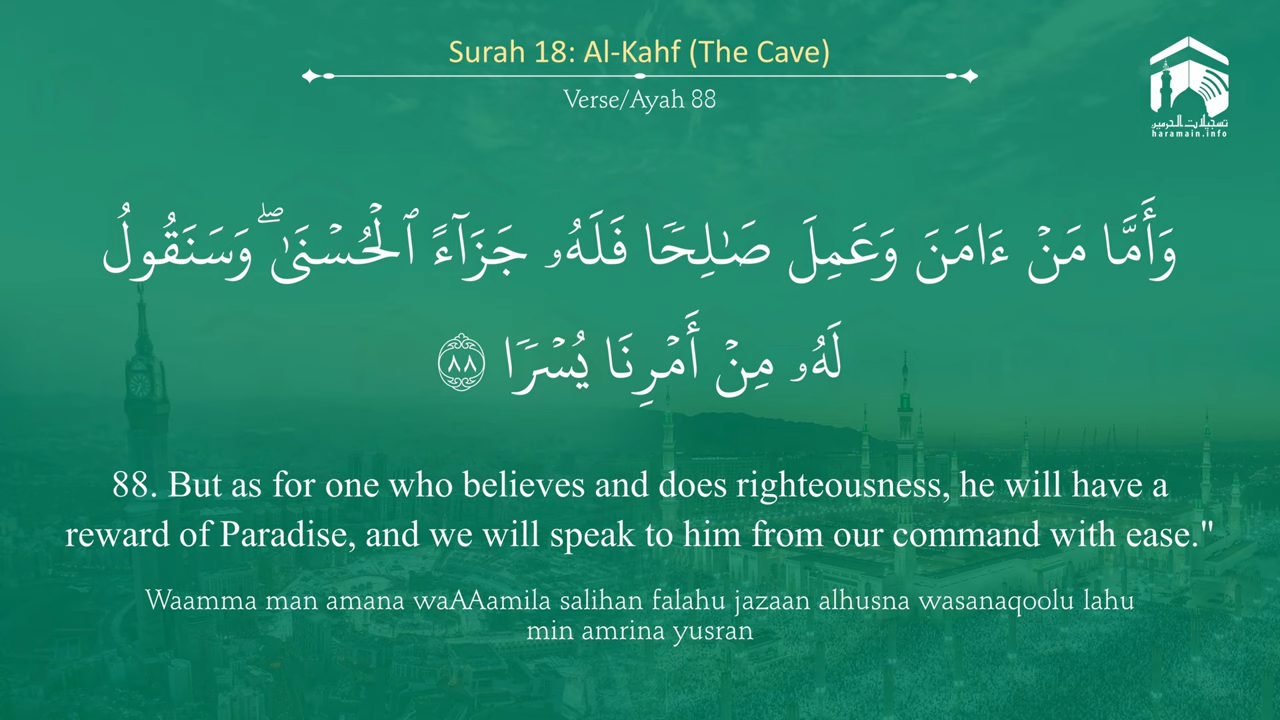 Surah 18: Al-Kahf (The Cave)
Verse/Ayah 88
تسجيلات الحرمين
haramain.info
وَأَمَّا مَنۡ ءَامَنَ وَعَمِلَ صَٰلِحٗا فَلَهُۥ جَزَآءً ٱلۡحُسۡنَىٰۖ وَسَنَقُولُ
لَهُۥ مِنۡ أَمۡرِنَا يُسۡرٗا ٨٨
88. But as for one who believes and does righteousness, he will have a
reward of Paradise, and we will speak to him from our command with ease."
Waamma man amana waAAamila salihan falahu jazaan alhusna wasanaqoolu lahu
min amrina yusran